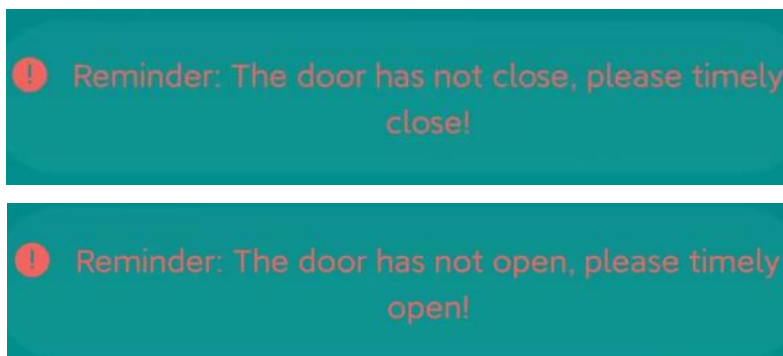 Reminder: The door has not close, please timely
close!
Reminder: The door has not open, please timely
open!